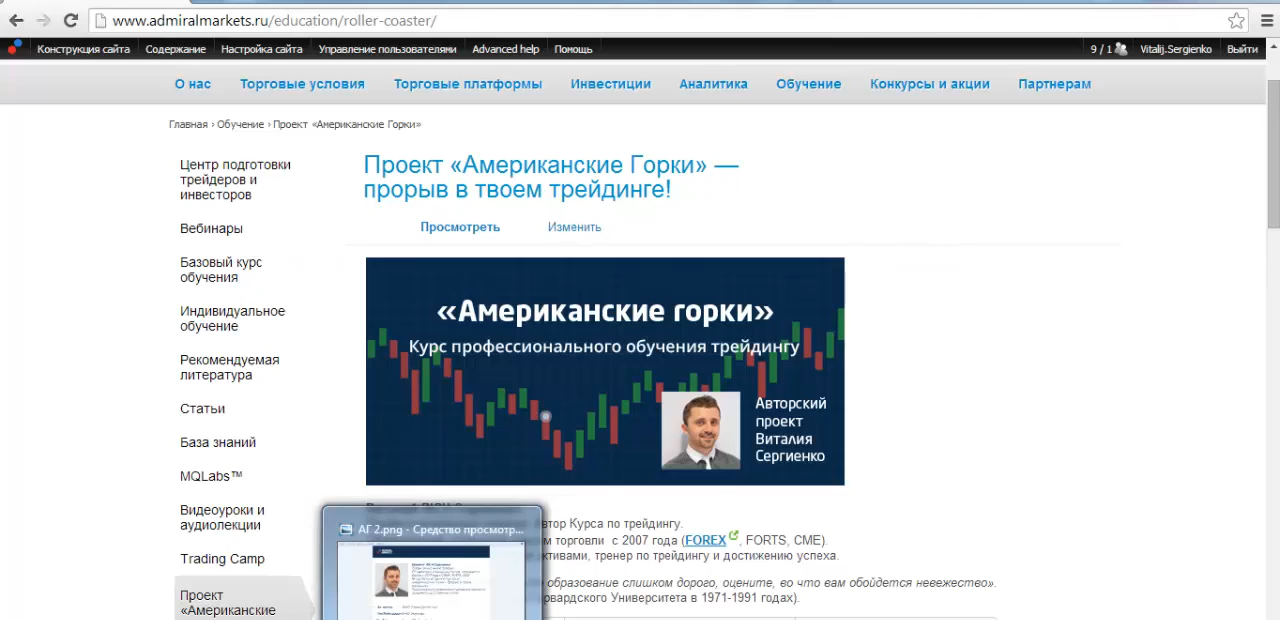 www.admiralmarkets.ru/education/roller-coaster/
Конструкция сайта Содержание Настройка сайта Управление пользователями Advanced help Помощь 9 / 1 Vitalij.Sergienko Выйти
О нас Торговые условия Торговые платформы Инвестиции Аналитика Обучение Конкурсы и акции Партнерам
Главная › Обучение › Проект «Американские Горки»
Центр подготовки
трейдеров и
инвесторов
Вебинары
Базовый курс
обучения
Индивидуальное
обучение
Рекомендуемая
литература
Статьи
База знаний
MQLabs™
Видеоуроки и
аудиолекции
Trading Camp
Проект
«Американские
Проект «Американские Горки» —
прорыв в твоем трейдинге!
Просмотреть Изменить
«Американские горки»
Курс профессионального обучения трейдингу
Авторский
проект
Виталия
Сергиенко
втор Курса по трейдингу.
м торговли с 2007 года (FOREX, FORTS, CME).
ктивами, тренер по трейдингу и достижению успеха.
образование слишком дорого, оцените, во что вам обойдется невежество».
рвардского Университета в 1971-1991 годах).
АГ 2.png - Средство просмотр...